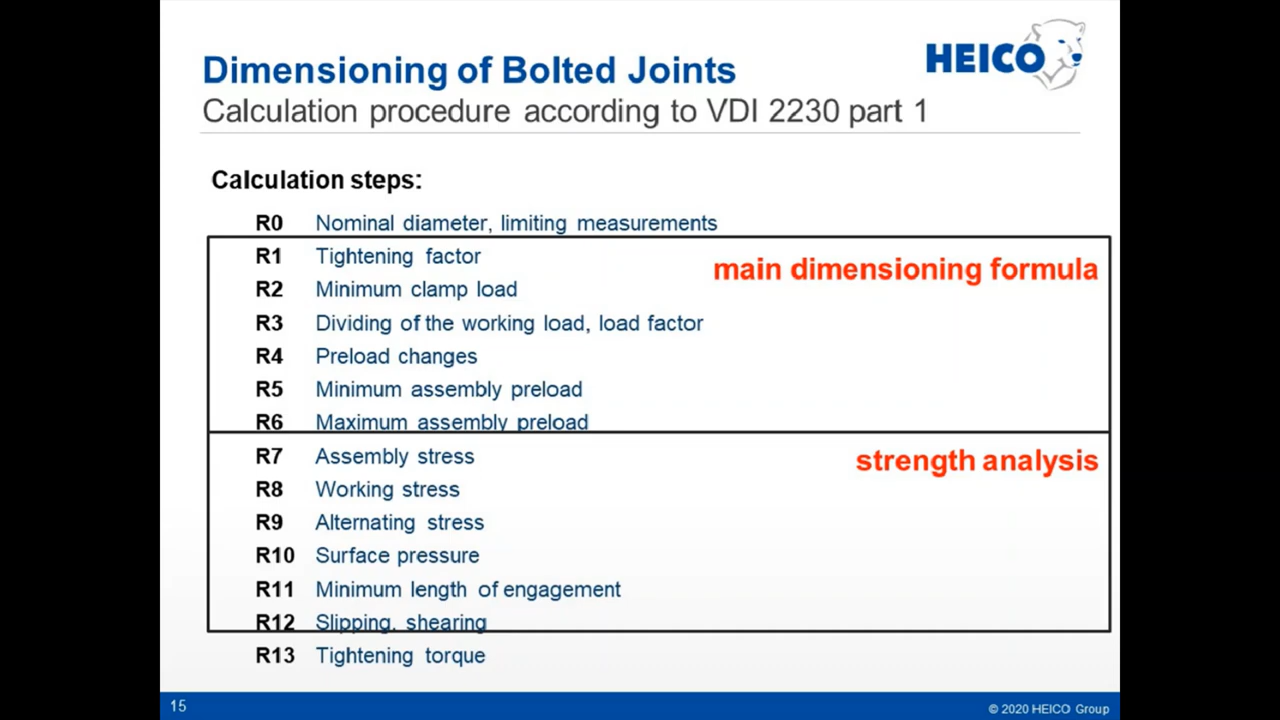 HEICO
Dimensioning of Bolted Joints
Calculation procedure according to VDI 2230 part 1
Calculation steps:
R0 Nominal diameter, limiting measurements
R1 Tightening factor
main dimensioning formula
R2 Minimum clamp load
R3 Dividing of the working load, load factor
R4 Preload changes
R5 Minimum assembly preload
R6 Maximum assembly preload
R7 Assembly stress
strength analysis
R8 Working stress
R9 Alternating stress
R10 Surface pressure
R11 Minimum length of engagement
R12 Slipping, shearing
R13 Tightening torque
15
© 2020 HEICO Group